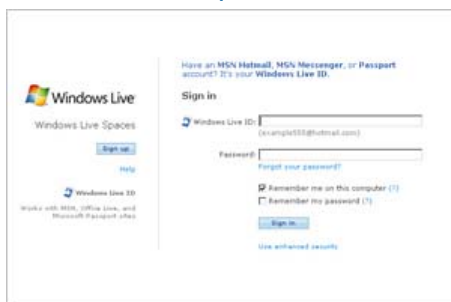 Windows Live
Windows Live Spaces
Sign up
Help
Windows Live ID
Works with MSN, Office Live, and
Microsoft Passport sites
Have an MSN Hotmail, MSN Messenger, or Passport
account? It's your Windows Live ID.
Sign in
Windows Live ID:
(example555@hotmail.com)
Password:
Forgot your password?
Remember me on this computer (?)
Remember my password (?)
Sign in
Use enhanced security